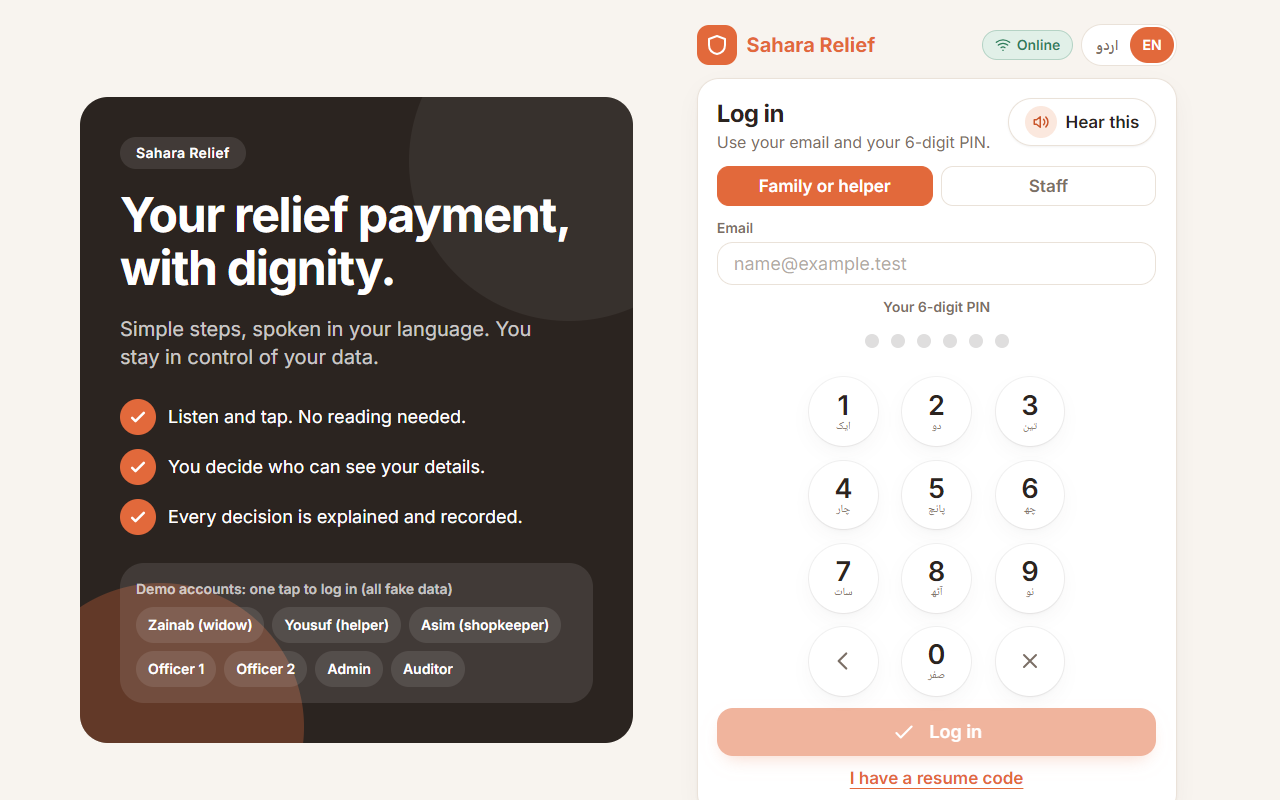 Sahara Relief
Your relief payment,
with dignity.
Simple steps, spoken in your language. You
stay in control of your data.
Listen and tap. No reading needed.
You decide who can see your details.
Every decision is explained and recorded.
Demo accounts: one tap to log in (all fake data)
Zainab (widow) Yousuf (helper) Asim (shopkeeper)
Officer 1 Officer 2 Admin Auditor
Sahara Relief Online اردو EN
Log in
Hear this
Use your email and your 6-digit PIN.
Family or helper Staff
Email
name@example.test
Your 6-digit PIN
1 2 3
ایک دو تین
4 5 6
چار پانچ چھ
7 8 9
سات آٹھ نو
0
صفر
Log in
I have a resume code